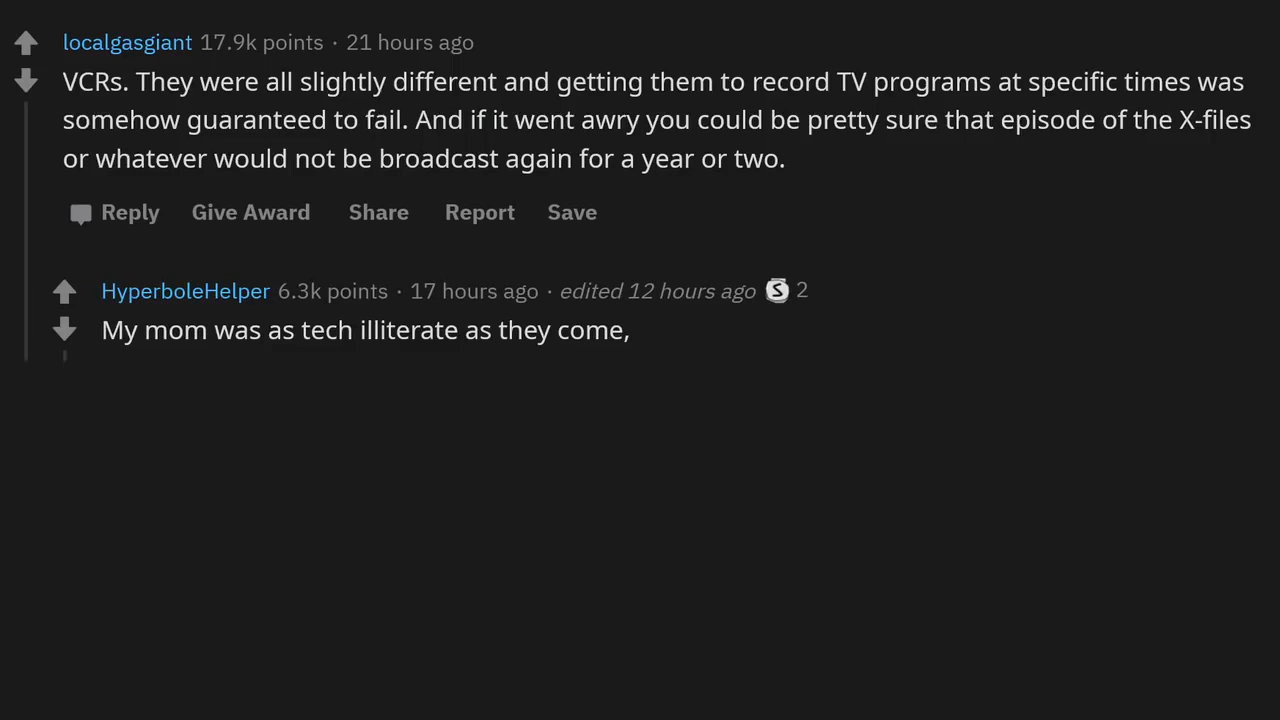 localgasgiant 17.9k points · 21 hours ago
VCRs. They were all slightly different and getting them to record TV programs at specific times was
somehow guaranteed to fail. And if it went awry you could be pretty sure that episode of the X-files
or whatever would not be broadcast again for a year or two.
Reply Give Award Share Report Save
HyperboleHelper 6.3k points · 17 hours ago · edited 12 hours ago S 2
My mom was as tech illiterate as they come,